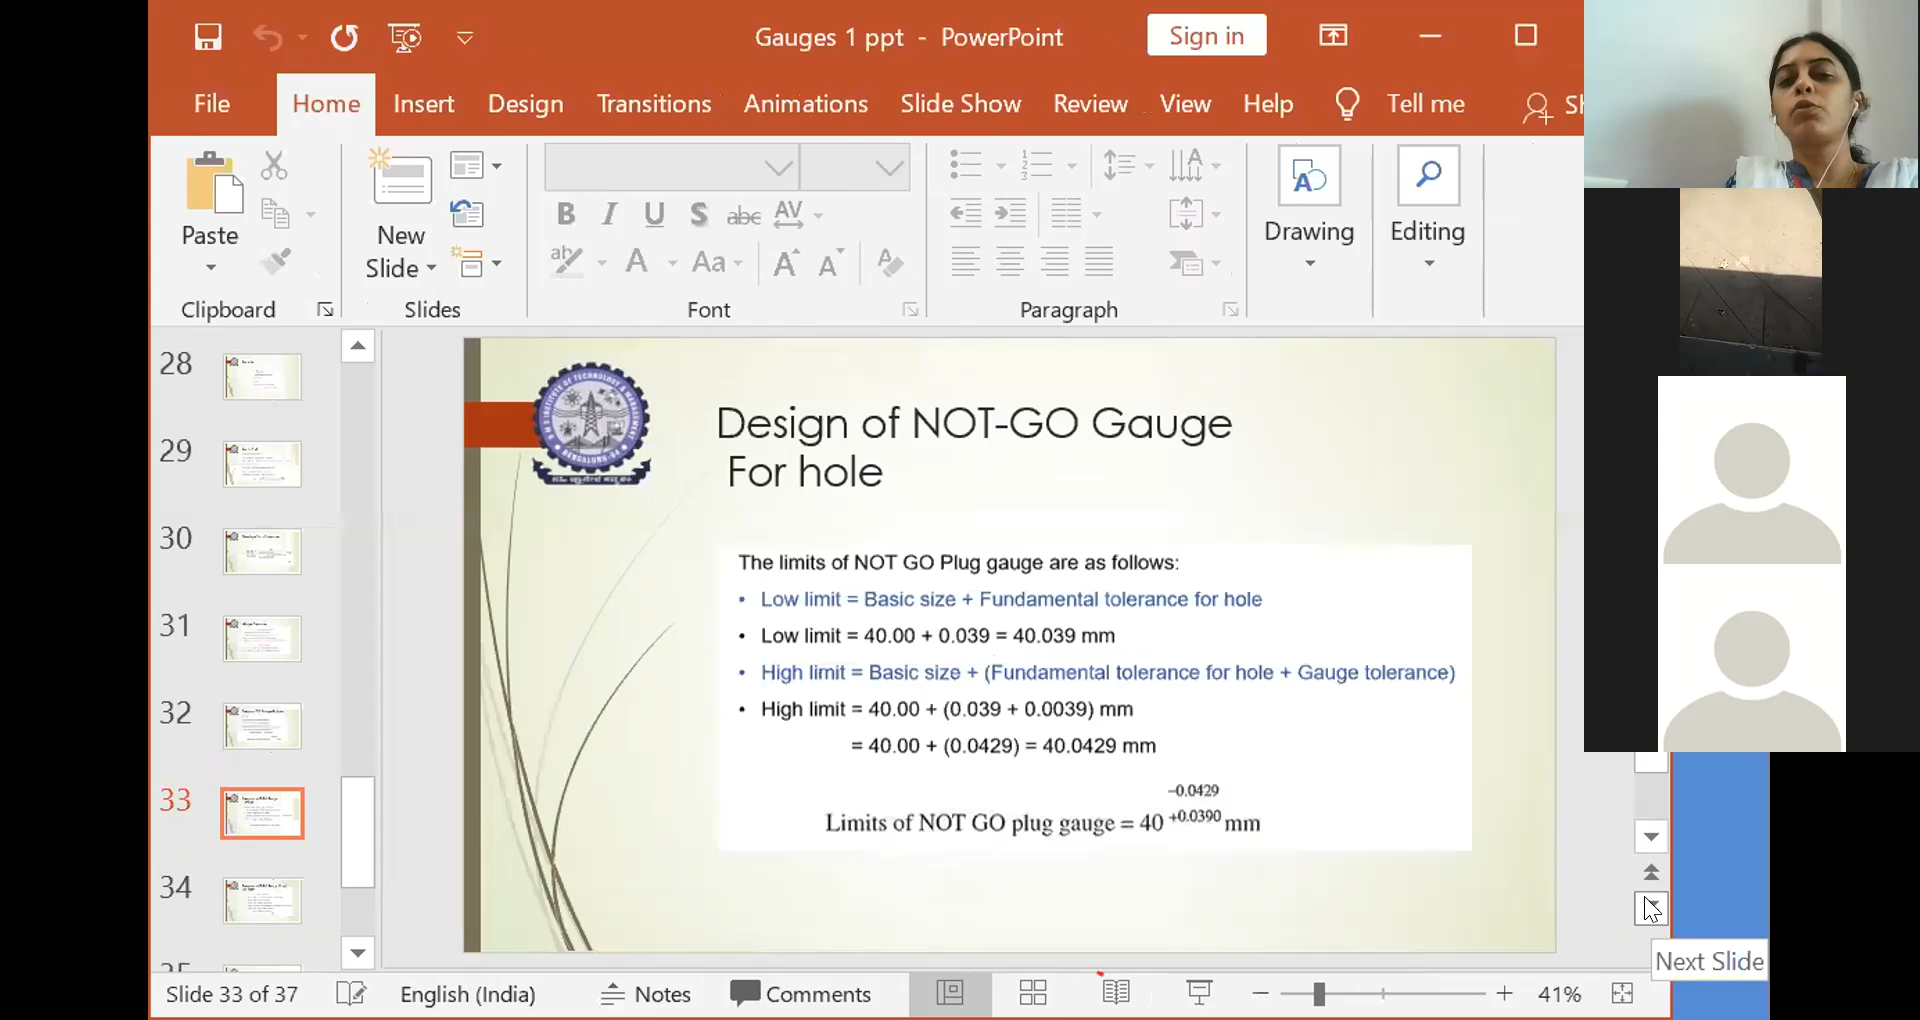 Gauges 1 ppt - PowerPoint
Sign in
File Home Insert Design Transitions Animations Slide Show Review View Help Tell me
Paste
New
Slide
Drawing
Editing
Clipboard
Slides
Font
Paragraph
28
29
30
31
32
33
34
Design of NOT-GO Gauge
For hole
The limits of NOT GO Plug gauge are as follows:
• Low limit = Basic size + Fundamental tolerance for hole
• Low limit = 40.00 + 0.039 = 40.039 mm
• High limit = Basic size + (Fundamental tolerance for hole + Gauge tolerance)
• High limit = 40.00 + (0.039 + 0.0039) mm
= 40.00 + (0.0429) = 40.0429 mm
−0.0429
Limits of NOT GO plug gauge = 40 +0.0390 mm
Next Slide
Slide 33 of 37 English (India) Notes Comments 41%